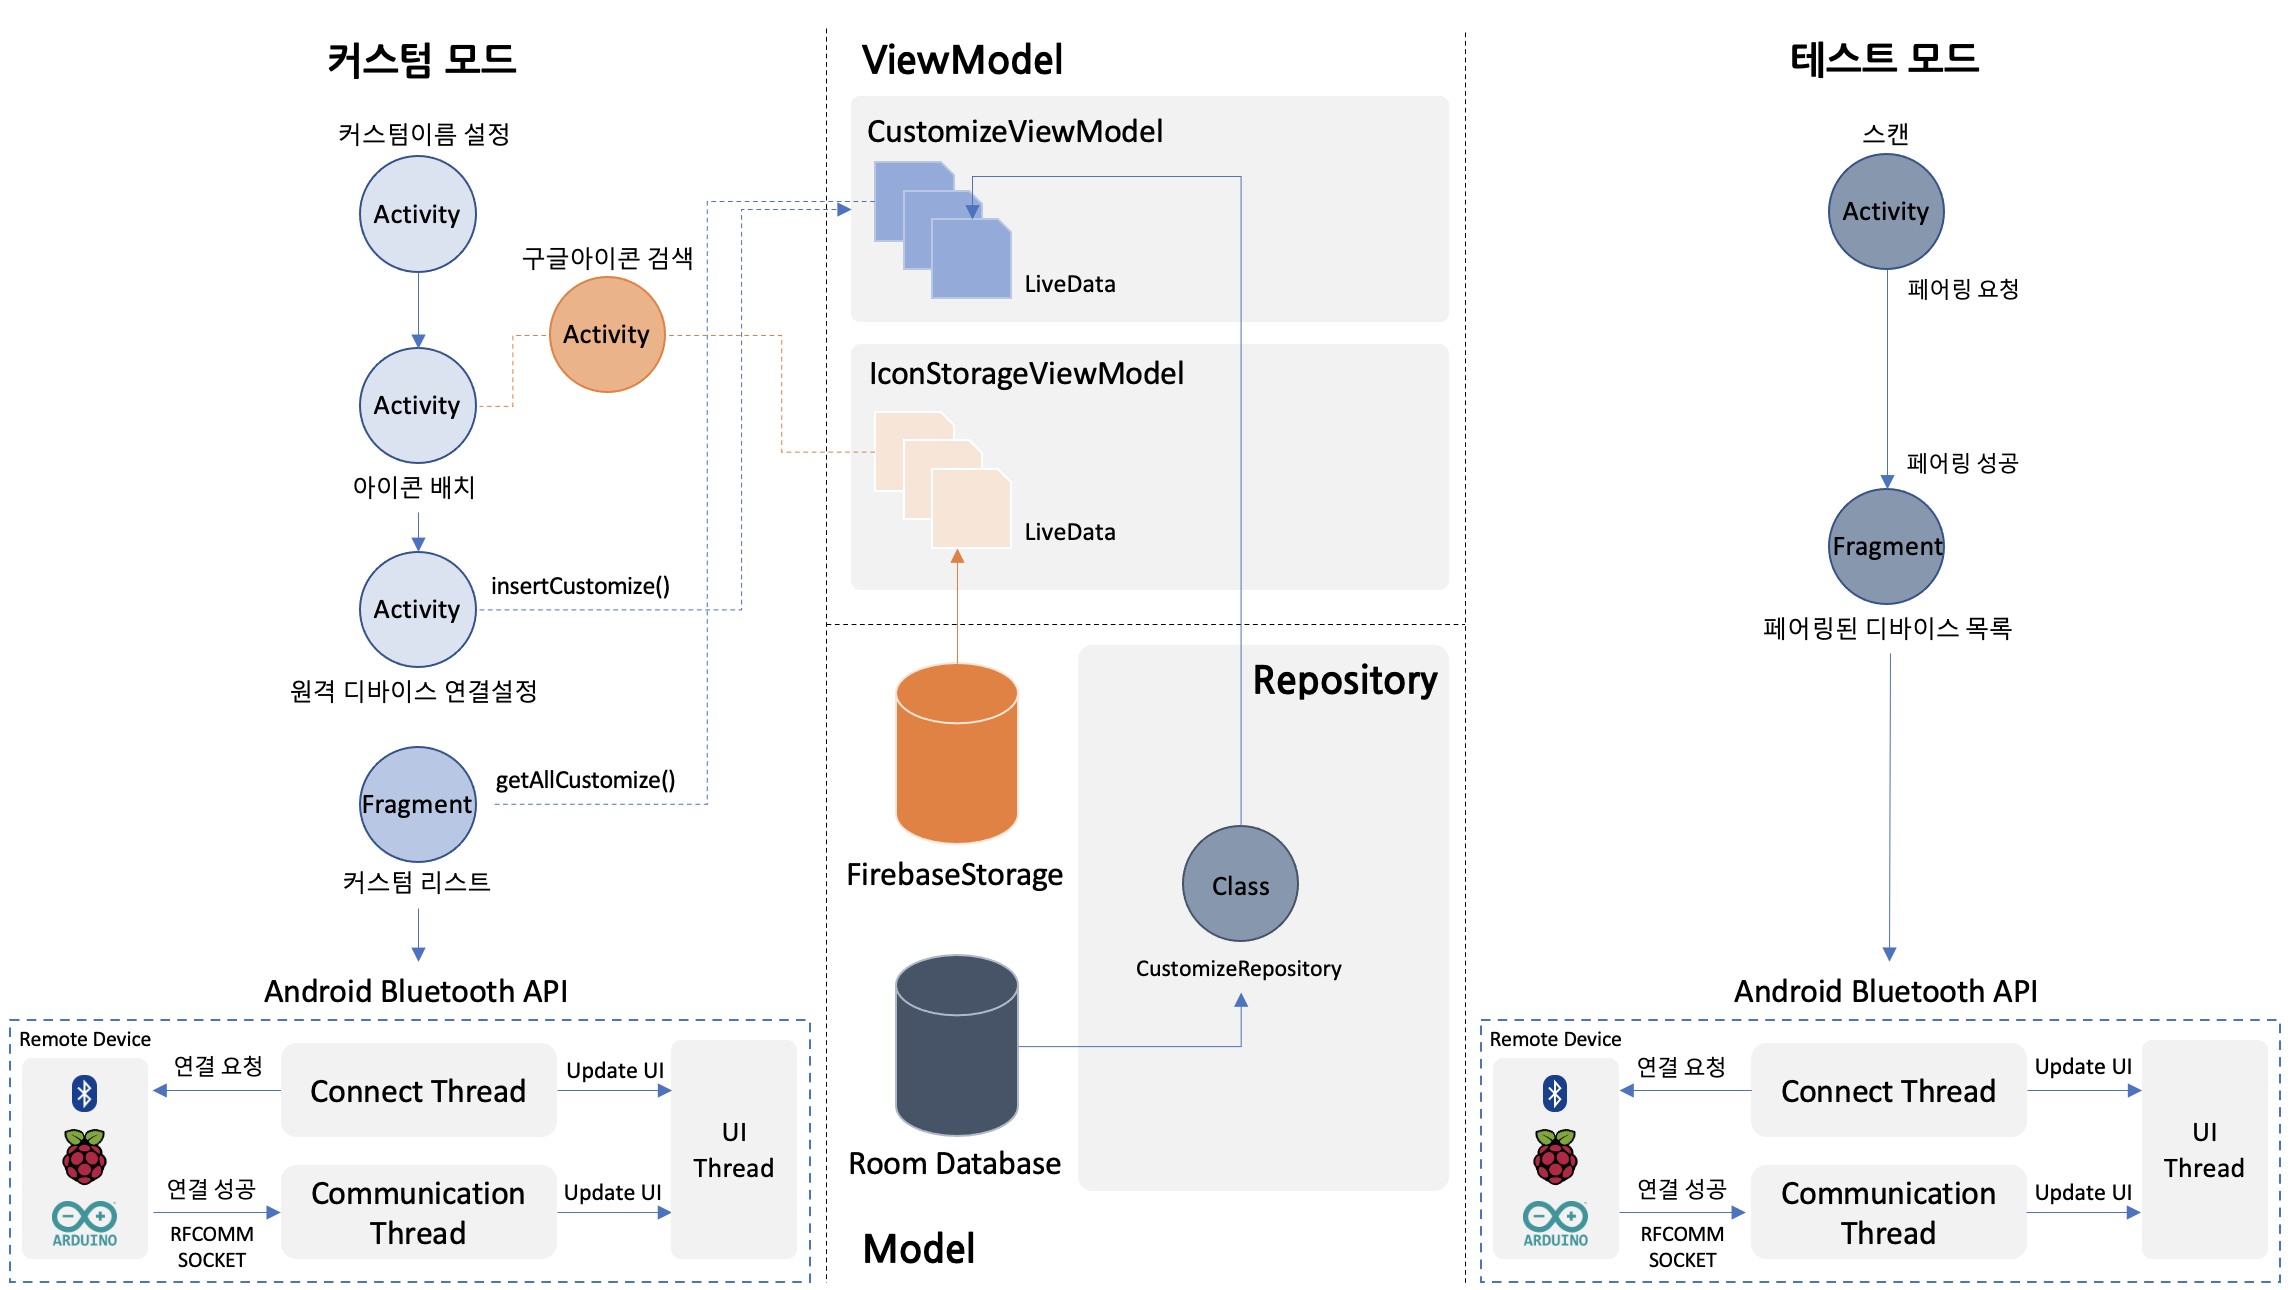 커스텀 모드
커스텀이름 설정
Activity
구글아이콘 검색
Activity
Activity
아이콘 배치
insertCustomize()
Activity
원격 디바이스 연결설정
getAllCustomize()
Fragment
커스텀 리스트
Android Bluetooth API
Remote Device
연결 요청
Connect Thread
Update UI
UI
Thread
ARDUINO
연결 성공
RFCOMM
SOCKET
Communication
Thread
Update UI
ViewModel
CustomizeViewModel
LiveData
IconStorageViewModel
LiveData
Repository
FirebaseStorage
Class
CustomizeRepository
Room Database
Model
테스트 모드
스캔
Activity
페어링 요청
페어링 성공
Fragment
페어링된 디바이스 목록
Android Bluetooth API
Remote Device
연결 요청
Connect Thread
Update UI
UI
Thread
ARDUINO
연결 성공
RFCOMM
SOCKET
Communication
Thread
Update UI